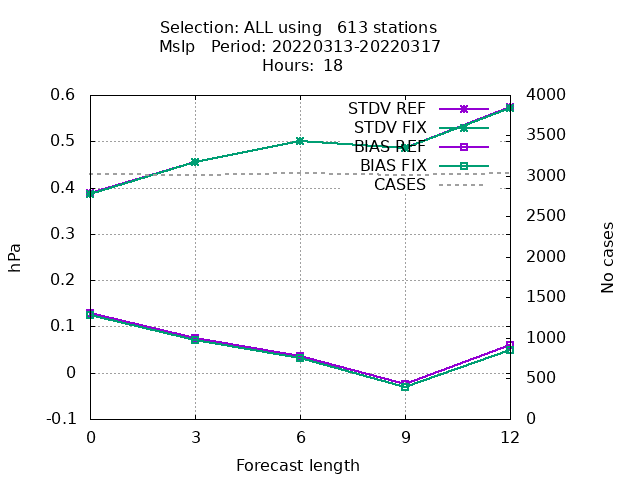 Selection: ALL using   613 stations
Mslp   Period: 20220313-20220317
Hours: 18
0.6
0.5
0.4
0.3
0.2
0.1
0
-0.1
4000
3500
3000
2500
2000
1500
1000
500
0
STDV REF
STDV FIX
BIAS REF
BIAS FIX
CASES
hPa
No cases
0 3 6 9 12
Forecast length